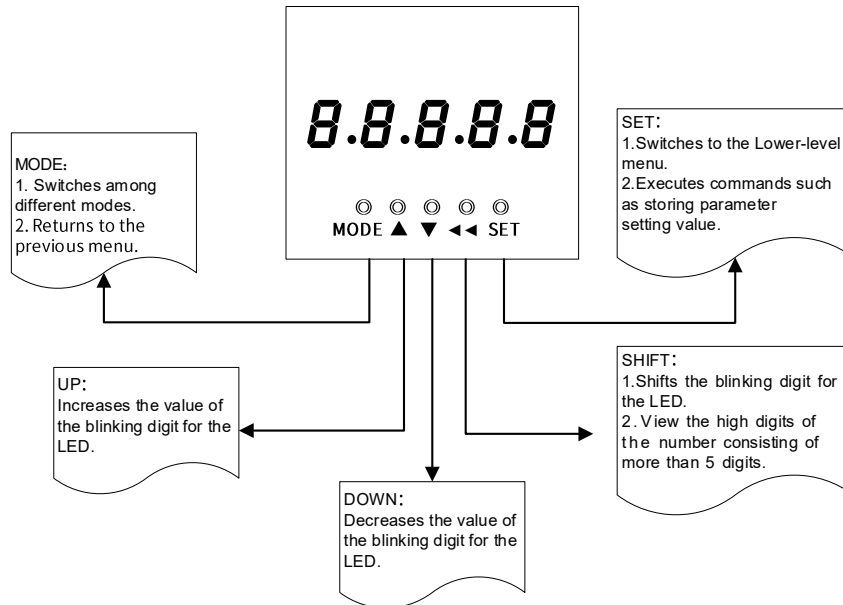 8.8.8.8.8
MODE ▲ ▼ ◀◀ SET
MODE：
1. Switches among
different modes.
2. Returns to the
previous menu.
SET：
1.Switches to the Lower-level
menu.
2.Executes commands such
as storing parameter
setting value.
UP：
Increases the value of
the blinking digit for the
LED.
SHIFT：
1.Shifts the blinking digit for
the LED.
2. View the high digits of
the number consisting of
more than 5 digits.
DOWN：
Decreases the value of
the blinking digit for the
LED.